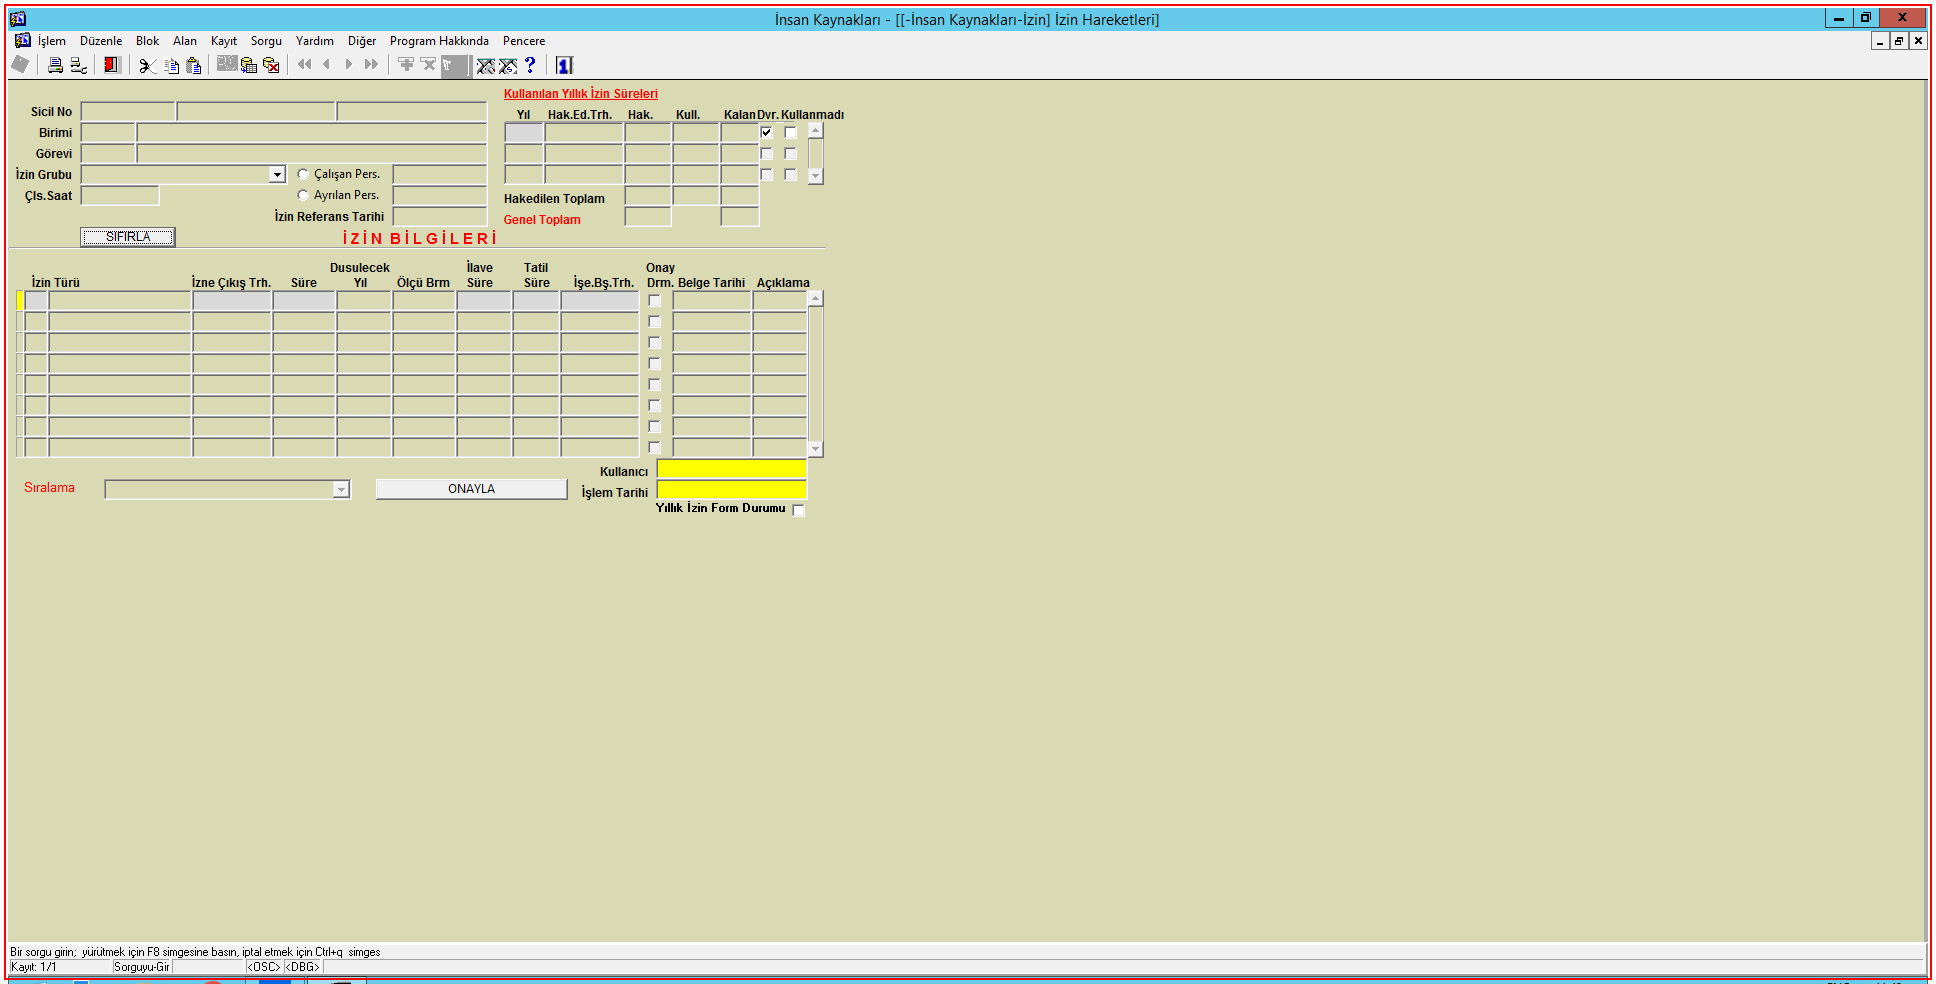 İnsan Kaynakları - [[-İnsan Kaynakları-İzin] İzin Hareketleri]
İşlem Düzenle Blok Alan Kayıt Sorgu Yardım Diğer Program Hakkında Pencere
Kullanılan Yıllık İzin Süreleri
Yıl Hak.Ed.Trh. Hak. Kull. Kalan Dvr. Kullanmadı
Sicil No
Birimi
Görevi
İzin Grubu Çalışan Pers.
Çls.Saat Ayrılan Pers.
Hakedilen Toplam
İzin Referans Tarihi
Genel Toplam
SIFIRLA
İZİN BİLGİLERİ
İzin Türü İzne Çıkış Trh. Süre Dusulecek Yıl Ölçü Brm İlave Süre Tatil Süre İşe.Bş.Trh. Onay Drm. Belge Tarihi Açıklama
Kullanıcı
Sıralama ONAYLA İşlem Tarihi
Yıllık İzin Form Durumu
Bir sorgu girin; yürütmek için F8 simgesine basın, iptal etmek için Ctrl+q simges
Kayıt: 1/1 Sorguyu-Gir <OSC> <DBG>